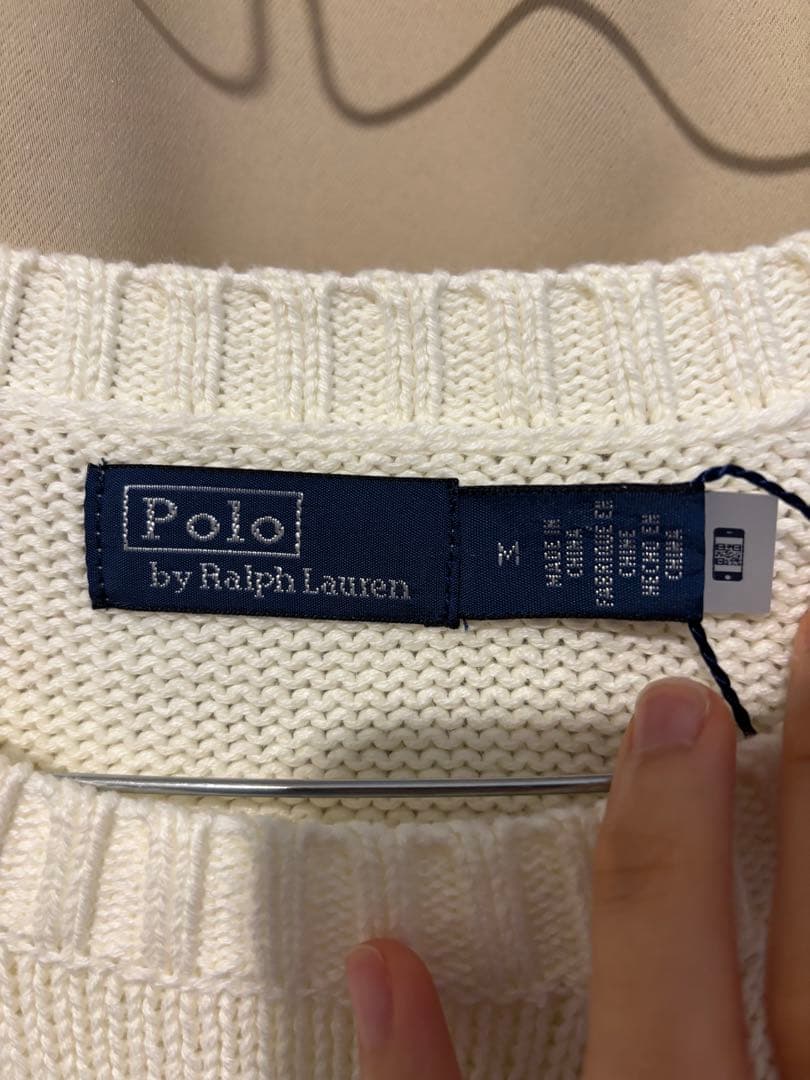 Polo
by Ralph Lauren
M
MADE IN
CHINA
FABRIQUE EN
CHINE
HECHO EN
CHINA